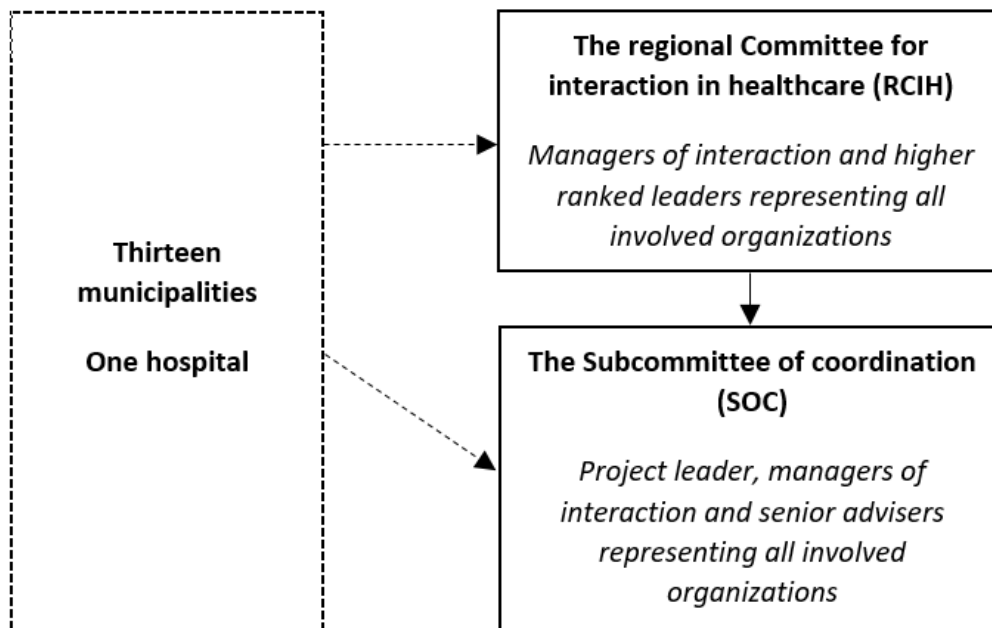 Thirteen
municipalities
One hospital
The regional Committee for
interaction in healthcare (RCIH)
Managers of interaction and higher
ranked leaders representing all
involved organizations
The Subcommittee of coordination
(SOC)
Project leader, managers of
interaction and senior advisers
representing all involved
organizations